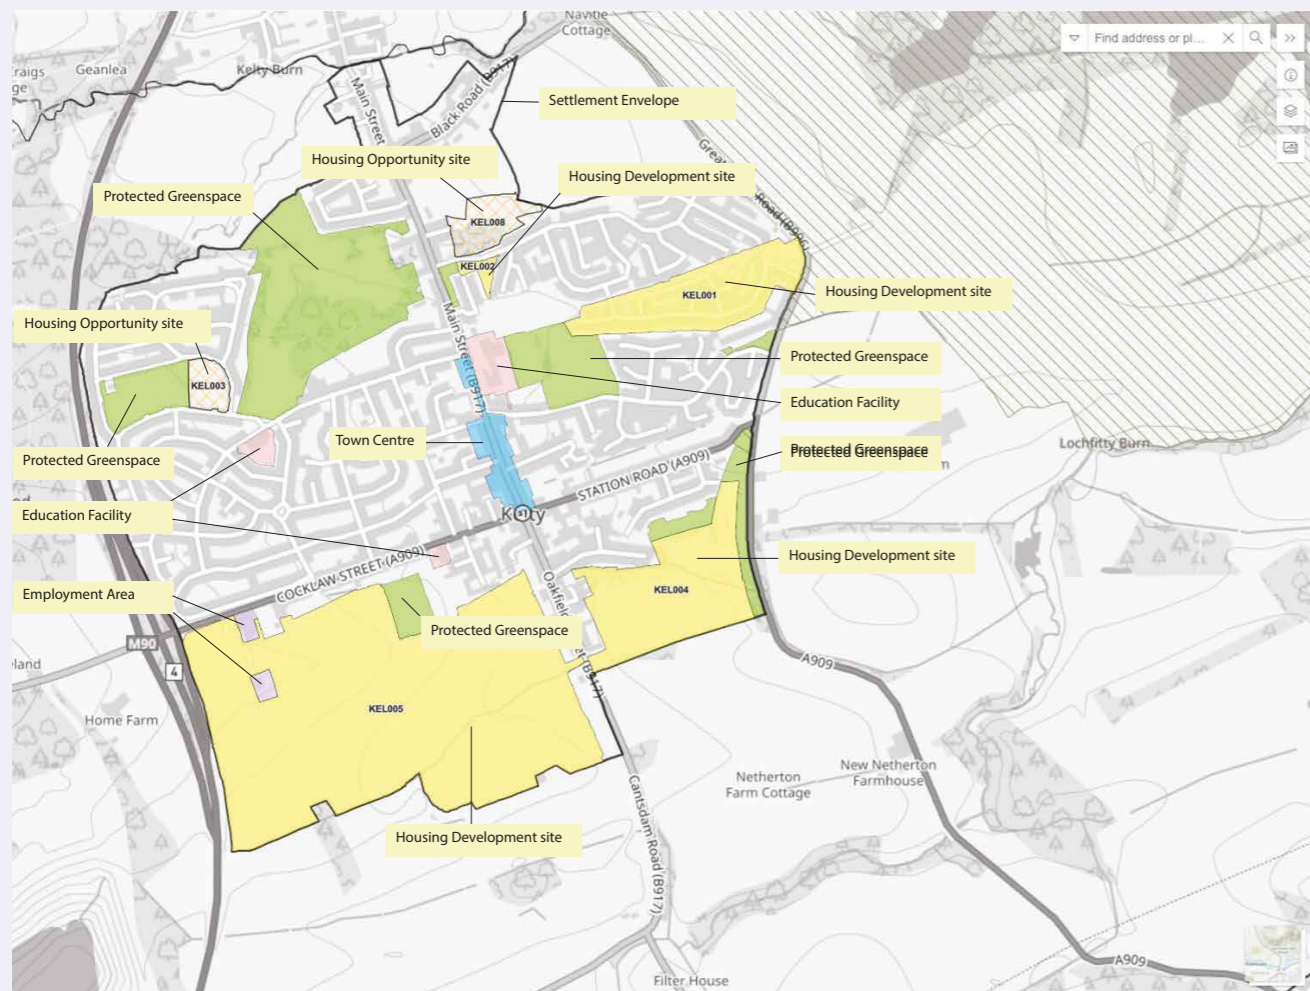 Navitie
Cottage
Find address or pl...
Geanlea
Kelty Burn
Main Street
Black Road (B917)
Settlement Envelope
Housing Opportunity site
Housing Development site
Protected Greenspace
KEL008
Road (B996)
KEL002
KEL001
Housing Development site
Housing Opportunity site
Main Street (B917)
Protected Greenspace
KEL003
Education Facility
Town Centre
Lochfitty Burn
Protected Greenspace
Protected Greenspace
Protected Greenspace
STATION ROAD (A909)
Education Facility
COCKLAW STREET (A909)
Housing Development site
Employment Area
KEL004
Protected Greenspace
M90
A909
4
KEL005
Home Farm
New Netherton
Farmhouse
Netherton
Farm Cottage
Cantsdam Road (B917)
Housing Development site
A909
Filter House